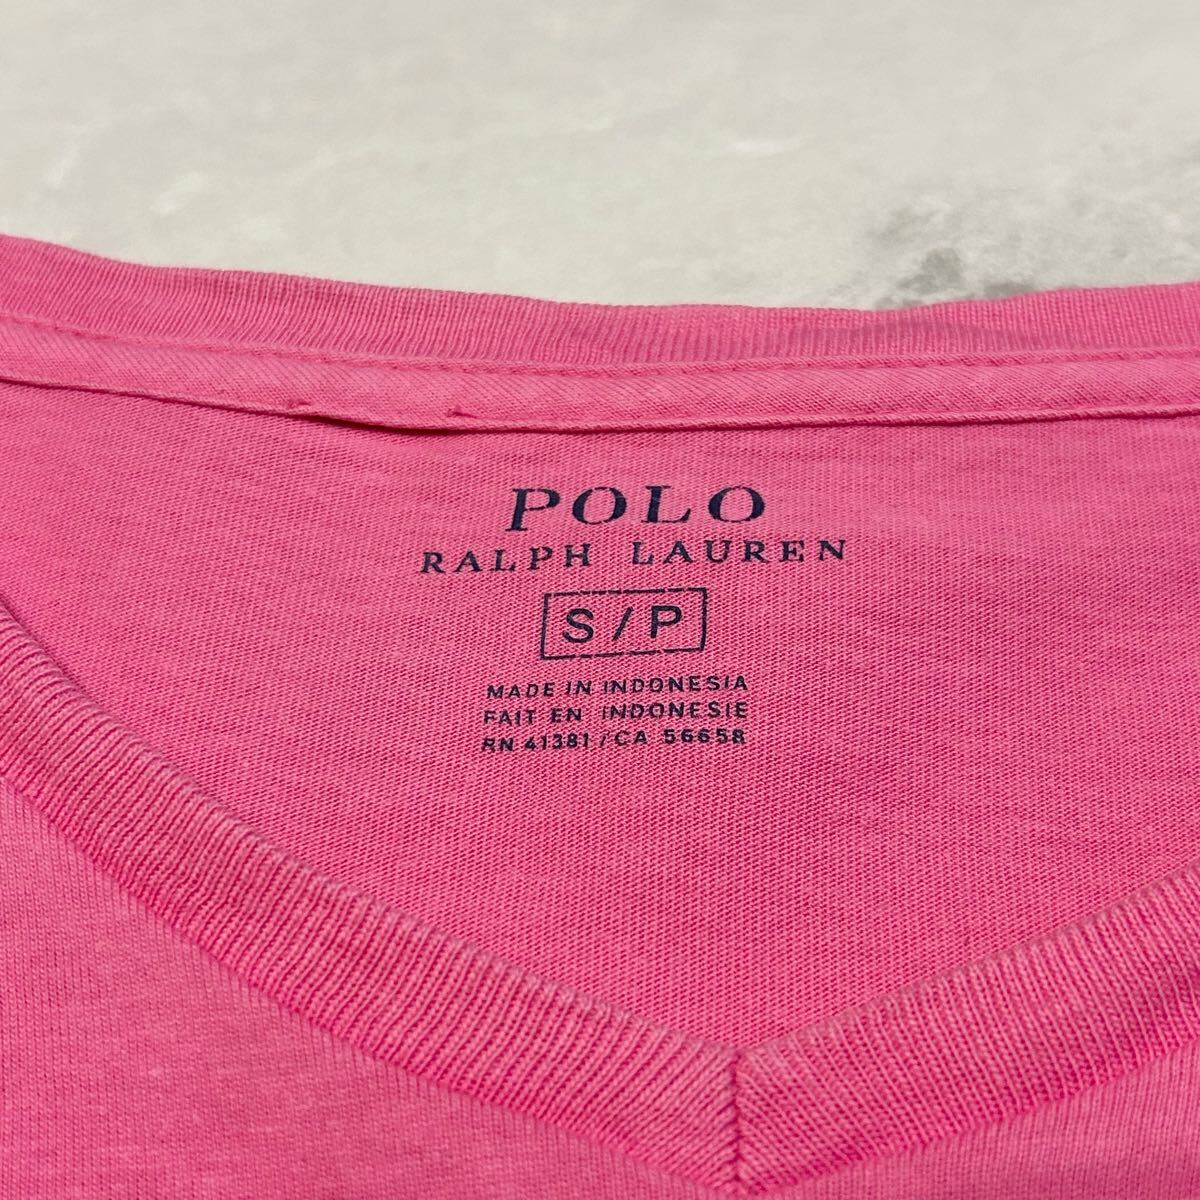 POLO
RALPH LAUREN
S/P
MADE IN INDONESIA
FAIT EN INDONESIE
RN 41381/CA 56658